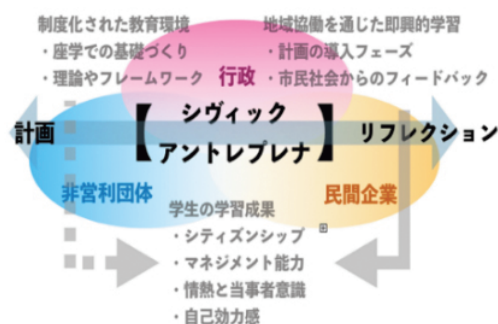 制度化された教育環境
・座学での基礎づくり
・理論やフレームワーク
地域協働を通じた即興的学習
・計画の導入フェーズ
・市民社会からのフィードバック
行政
計画
【シヴィックアントレプレナ】
リフレクション
非営利団体
民間企業
学生の学習成果
・シティズンシップ
・マネジメント能力
・情熱と当事者意識
・自己効力感